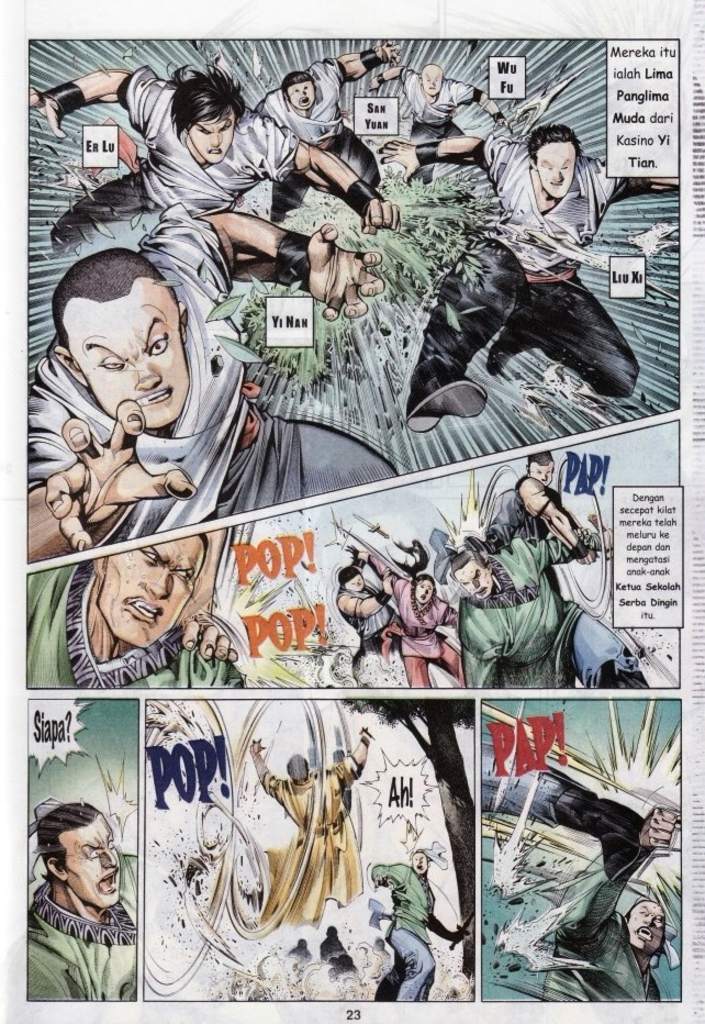 Mereka itu
ialah Lima
Panglima
Muda dari
Kasino Yi
Tian.
Wu
Fu
San
Yuan
Er Lu
Liu Xi
Yi Nan
PAP!
Dengan
secepat kilat
mereka telah
meluru ke
depan dan
mengatasi
anak-anak
Ketua Sekolah
Serba Dingin
itu.
POP!
POP!
Siapa?
POP!
Ah!
PAP!
23